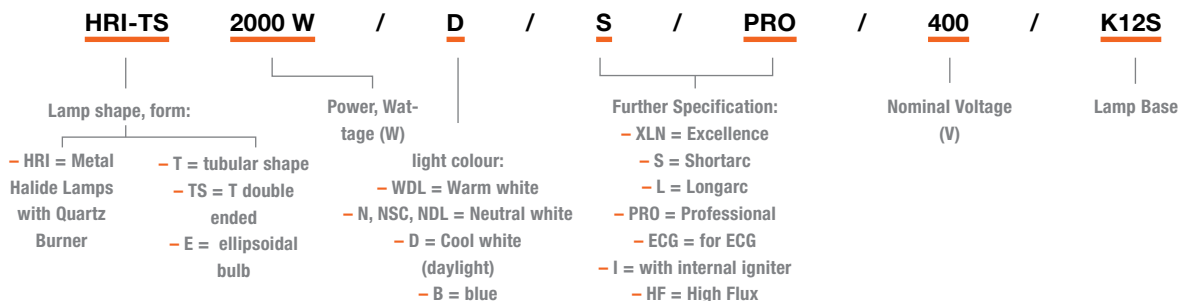 HRI-TS 2000 W / D / S / PRO / 400 / K12S
Lamp shape, form:
– HRI = Metal
Halide Lamps
with Quartz
Burner
– T = tubular shape
– TS = T double
ended
– E = ellipsoidal
bulb
Power, Wat-
tage (W)
light colour:
– WDL = Warm white
– N, NSC, NDL = Neutral white
– D = Cool white
(daylight)
– B = blue
Further Specification:
– XLN = Excellence
– S = Shortarc
– L = Longarc
– PRO = Professional
– ECG = for ECG
– I = with internal igniter
– HF = High Flux
Nominal Voltage
(V)
Lamp Base